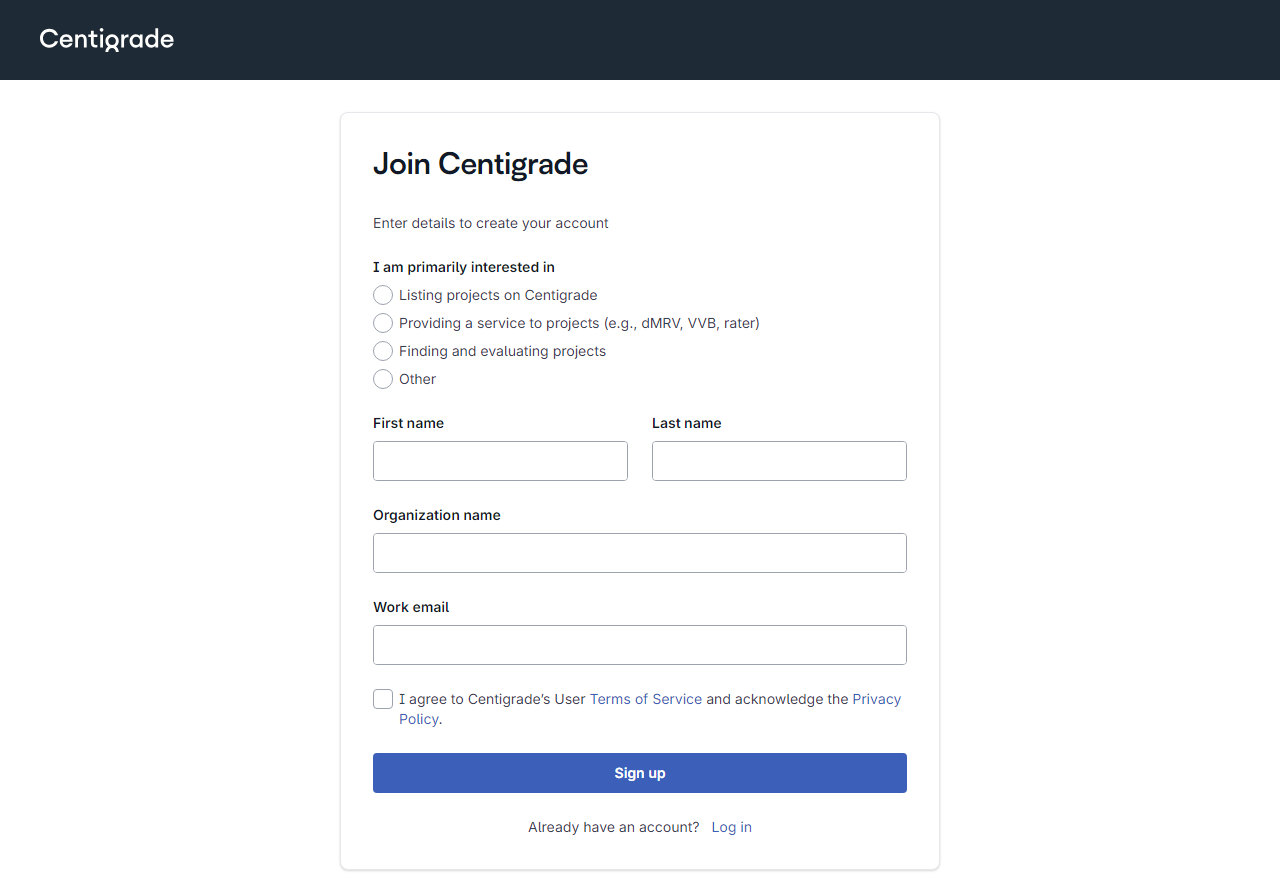 Centigrade
Join Centigrade
Enter details to create your account
I am primarily interested in
Listing projects on Centigrade
Providing a service to projects (e.g., dMRV, VVB, rater)
Finding and evaluating projects
Other
First name
Last name
Organization name
Work email
I agree to Centigrade’s User Terms of Service and acknowledge the Privacy
Policy.
Sign up
Already have an account? Log in